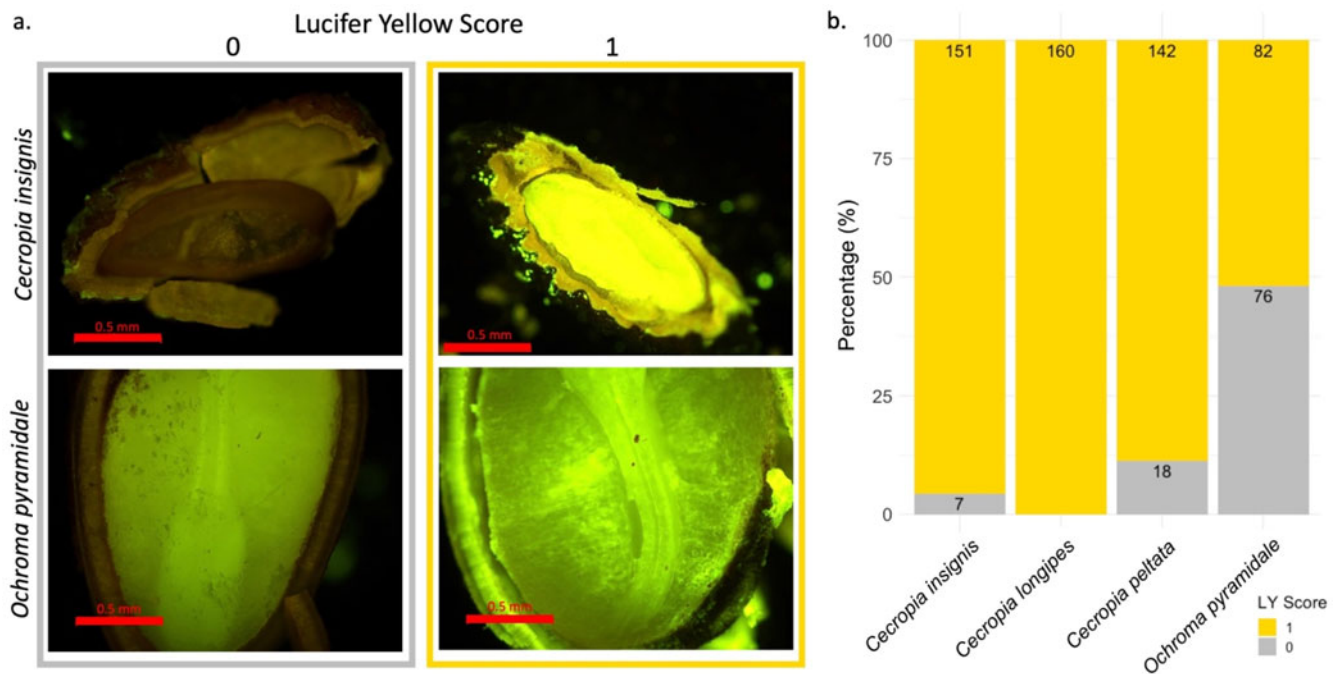 a.
Lucifer Yellow Score
0
1
Cecropia insignis
Ochroma pyramidale
0.5 mm
0.5 mm
0.5 mm
0.5 mm
b.
Percentage (%)
100
75
50
25
0
151
160
142
82
76
18
7
Cecropia insignis
Cecropia longipes
Cecropia peltata
Ochroma pyramidale
LY Score
1
0